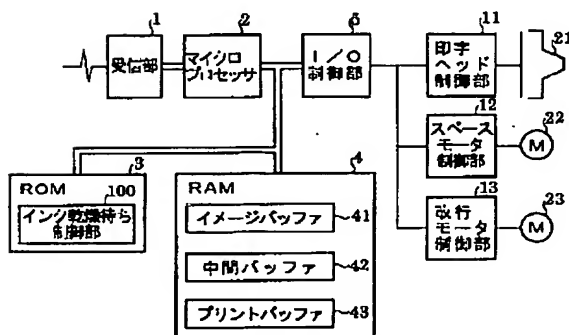 1
受信部
2
マイクロ
プロセッサ
5
I/O
制御部
11
印字
ヘッド
制御部
21
12
スペース
モータ
制御部
22
M
13
改行
モータ
制御部
23
M
3
ROM
100
インク乾燥待ち
制御部
4
RAM
イメージバッファ
41
中間バッファ
42
プリントバッファ
43